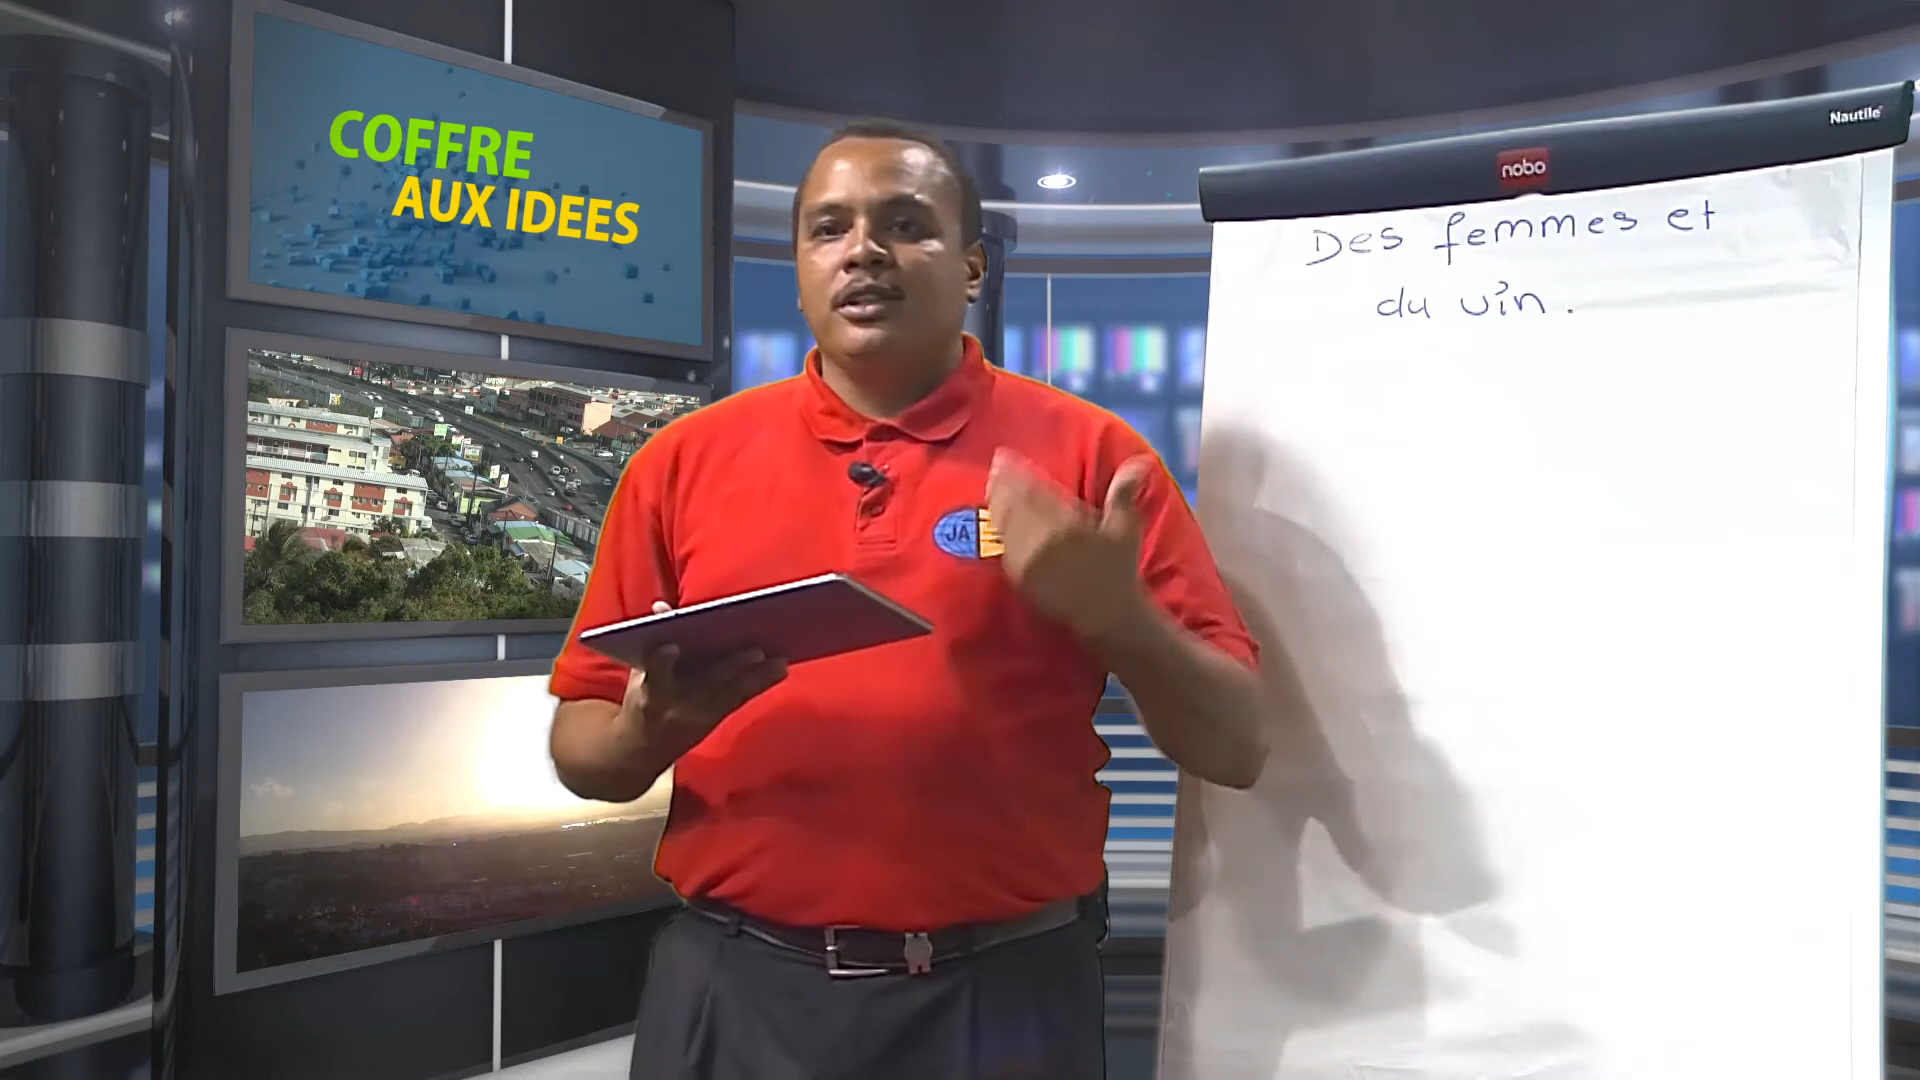 COFFRE
AUX IDEES
Nautile
nobo
Des femmes et
du vin.
JA